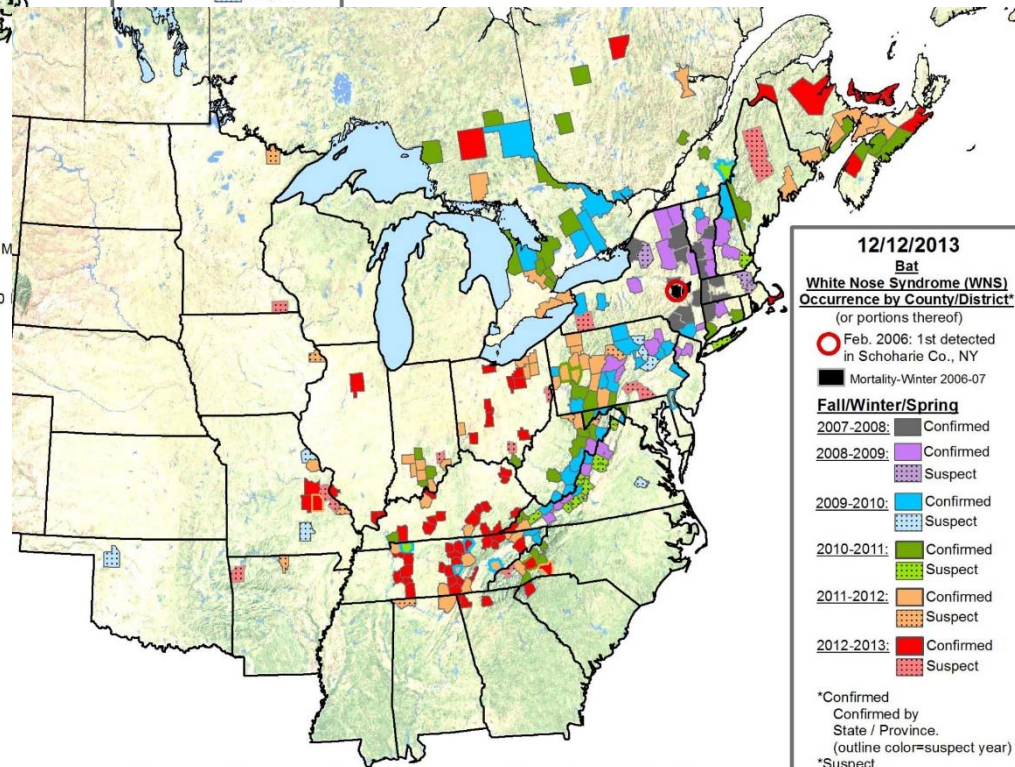 12/12/2013
Bat
White Nose Syndrome (WNS)
Occurrence by County/District*
(or portions thereof)
Feb. 2006: 1st detected
in Schoharie Co., NY
Mortality-Winter 2006-07
Fall/Winter/Spring
2007-2008: Confirmed
2008-2009: Confirmed
Suspect
2009-2010: Confirmed
Suspect
2010-2011: Confirmed
Suspect
2011-2012: Confirmed
Suspect
2012-2013: Confirmed
Suspect
*Confirmed
Confirmed by
State / Province.
(outline color=suspect year)
*Suspect